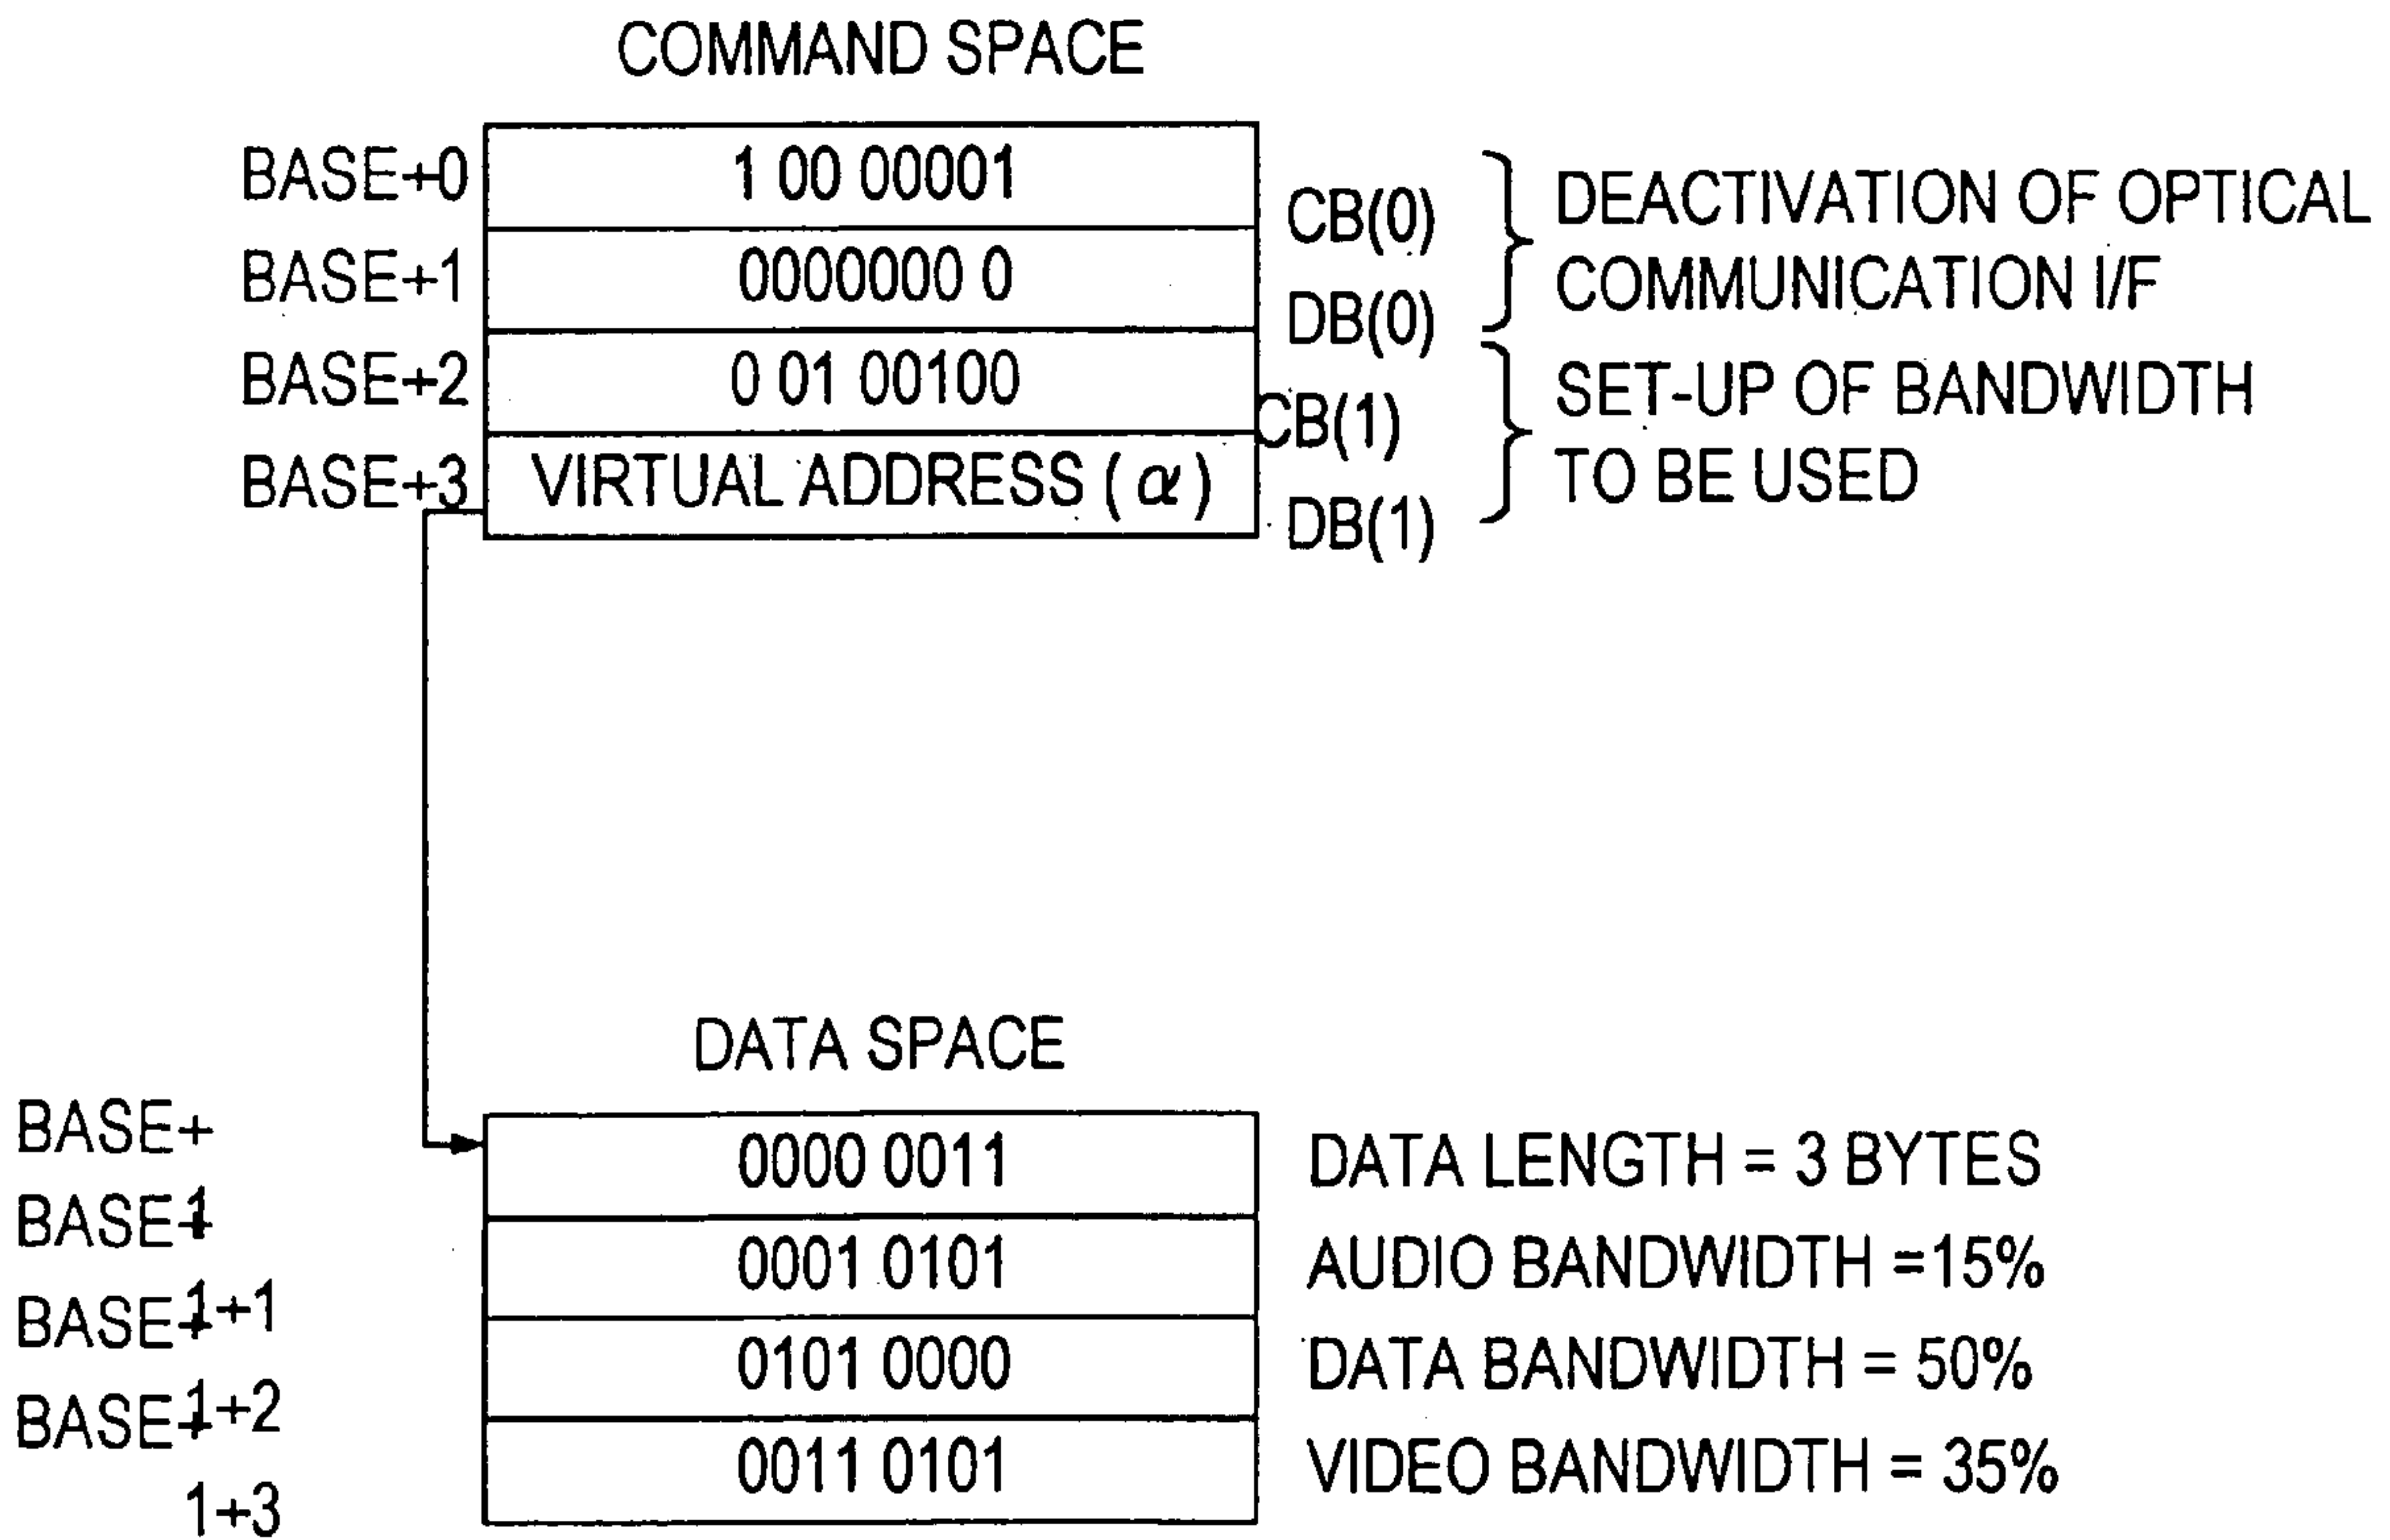 COMMAND SPACE
BASE+0 1 00 00001 CB(0)
BASE+1 0000000 0 DB(0)
DEACTIVATION OF OPTICAL
COMMUNICATION I/F
BASE+2 0 01 00100 CB(1)
BASE+3 VIRTUAL ADDRESS (α) DB(1)
SET-UP OF BANDWIDTH
TO BE USED
DATA SPACE
BASE+
1
0000 0011 DATA LENGTH = 3 BYTES
BASE+
1+1
0001 0101 AUDIO BANDWIDTH =15%
BASE+
1+2
0101 0000 DATA BANDWIDTH = 50%
BASE+
1+3
0011 0101 VIDEO BANDWIDTH = 35%